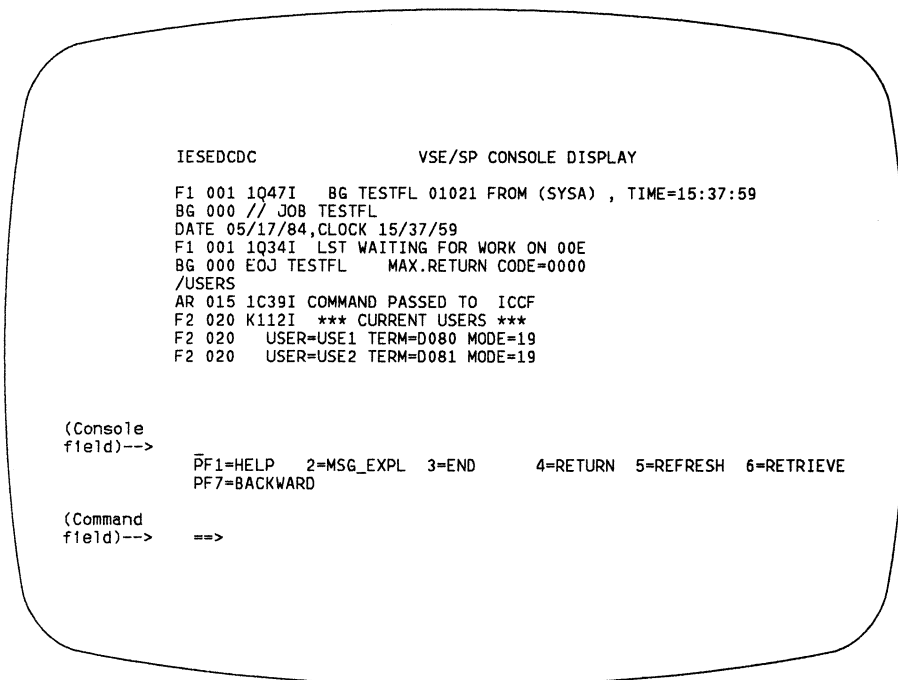 IESEDCDC VSE/SP CONSOLE DISPLAY
F1 001 1Q47I BG TESTFL 01021 FROM (SYSA) , TIME=15:37:59
BG 000 // JOB TESTFL
DATE 05/17/84,CLOCK 15/37/59
F1 001 1Q34I LST WAITING FOR WORK ON 00E
BG 000 EOJ TESTFL MAX.RETURN CODE=0000
/USERS
AR 015 1C39I COMMAND PASSED TO ICCF
F2 020 K112I *** CURRENT USERS ***
F2 020 USER=USE1 TERM=D080 MODE=19
F2 020 USER=USE2 TERM=D081 MODE=19
(Console
field)--> _
PF1=HELP 2=MSG_EXPL 3=END 4=RETURN 5=REFRESH 6=RETRIEVE
PF7=BACKWARD
(Command
field)--> ==>